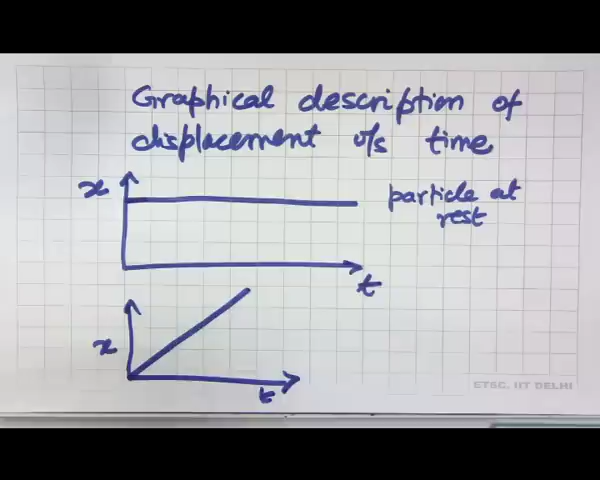 Graphical description of
displacement v/s time
x
particle at
rest
t
x
t
ETSC, IIT DELHI